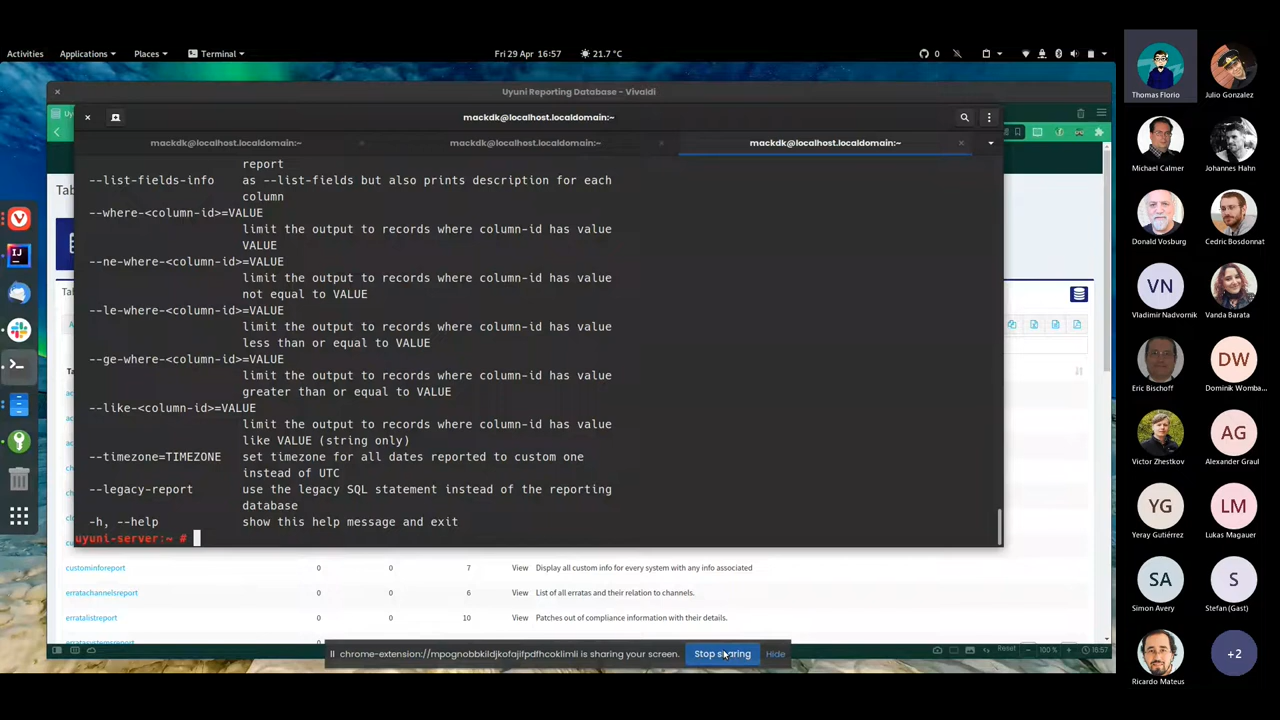 Activities
Applications
Places
Terminal
Fri 29 Apr 16:57
21.7 °C
0
Uyuni Reporting Database - Vivaldi
mackdk@localhost.localdomain:~
mackdk@localhost.localdomain:~
mackdk@localhost.localdomain:~
mackdk@localhost.localdomain:~
report
--list-fields-info as --list-fields but also prints description for each
column
--where-<column-id>=VALUE
limit the output to records where column-id has value
VALUE
--ne-where-<column-id>=VALUE
limit the output to records where column-id has value
not equal to VALUE
--le-where-<column-id>=VALUE
limit the output to records where column-id has value
less than or equal to VALUE
--ge-where-<column-id>=VALUE
limit the output to records where column-id has value
greater than or equal to VALUE
--like-<column-id>=VALUE
limit the output to records where column-id has value
like VALUE (string only)
--timezone=TIMEZONE set timezone for all dates reported to custom one
instead of UTC
--legacy-report use the legacy SQL statement instead of the reporting
database
-h, --help show this help message and exit
uyuni-server:~ #
custominforeport 0 0 7 View Display all custom info for every system with any info associated
erratachannelsreport 0 0 6 View List of all erratas and their relation to channels.
erratalistreport 0 0 10 View Patches out of compliance information with their details.
erratasystemsreport
chrome-extension://mpognobbkildjkofajifpdfhcoklimli is sharing your screen.
Stop sharing
Hide
Reset
100 %
16:57
Thomas Florio
Julio Gonzalez
Michael Calmer
Johannes Hahn
Donald Vosburg
Cedric Bosdonnat
VN
Vladimir Nadvornik
Vanda Barata
Eric Bischoff
DW
Dominik Womba...
Victor Zhestkov
AG
Alexander Graul
YG
Yeray Gutiérrez
LM
Lukas Magauer
SA
Simon Avery
S
Stefan (Gast)
Ricardo Mateus
+2